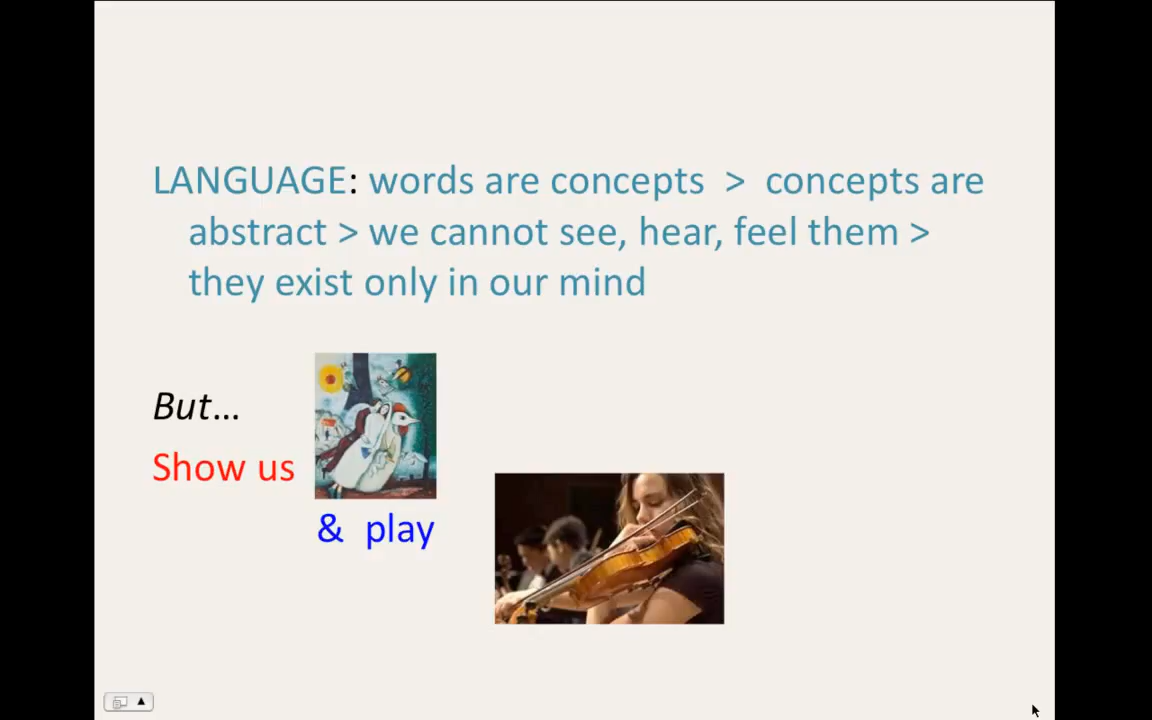 LANGUAGE: words are concepts > concepts are
abstract > we cannot see, hear, feel them >
they exist only in our mind
But...
Show us
& play